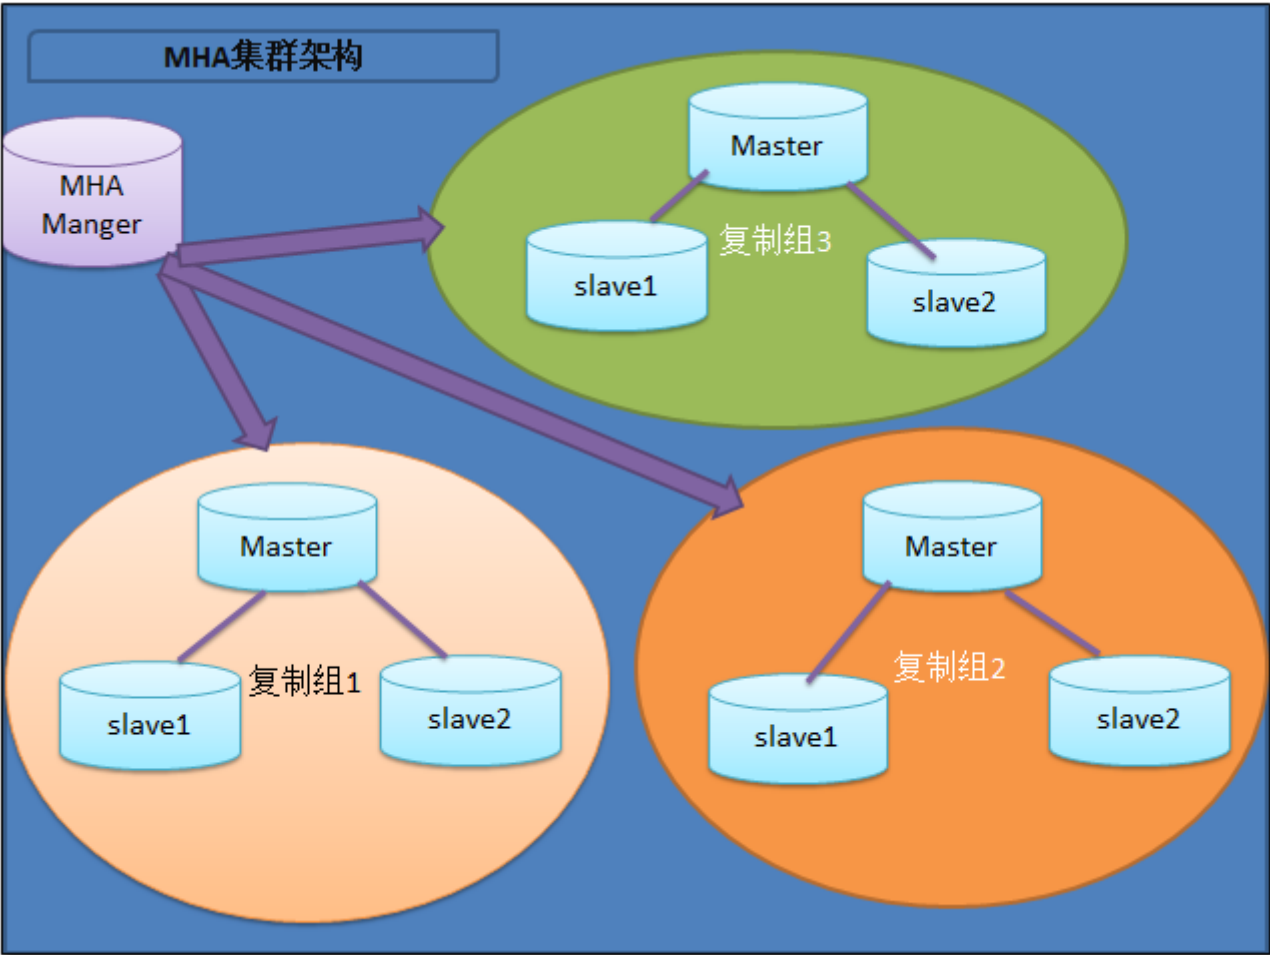 MHA集群架构
MHA
Manger
Master
slave1
复制组3
slave2
Master
slave1
复制组1
slave2
Master
slave1
复制组2
slave2